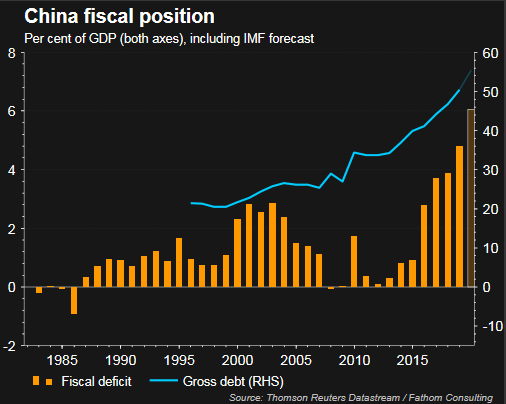 China fiscal position
Per cent of GDP (both axes), including IMF forecast
8
6
4
2
0
-2
60
50
40
30
20
10
0
-10
1985 1990 1995 2000 2005 2010 2015
Fiscal deficit Gross debt (RHS)
Source: Thomson Reuters Datastream / Fathom Consulting